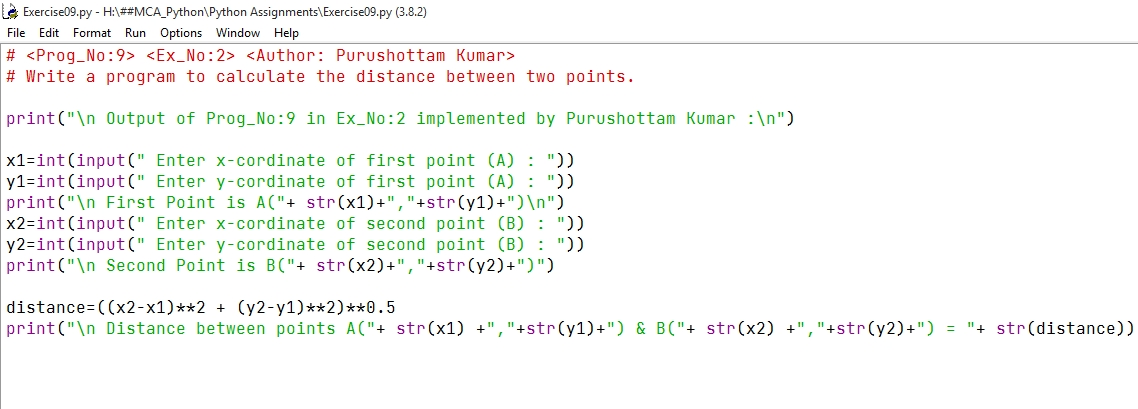 Exercise09.py - H:\##MCA_Python\Python Assignments\Exercise09.py (3.8.2)
File Edit Format Run Options Window Help
# <Prog_No:9> <Ex_No:2> <Author: Purushottam Kumar>
# Write a program to calculate the distance between two points.
print("\n Output of Prog_No:9 in Ex_No:2 implemented by Purushottam Kumar :\n")
x1=int(input(" Enter x-cordinate of first point (A) : "))
y1=int(input(" Enter y-cordinate of first point (A) : "))
print("\n First Point is A("+ str(x1)+","+str(y1)+")\n")
x2=int(input(" Enter x-cordinate of second point (B) : "))
y2=int(input(" Enter y-cordinate of second point (B) : "))
print("\n Second Point is B("+ str(x2)+","+str(y2)+")")
distance=((x2-x1)**2 + (y2-y1)**2)**0.5
print("\n Distance between points A("+ str(x1) +","+str(y1)+") & B("+ str(x2) +","+str(y2)+") = "+ str(distance))